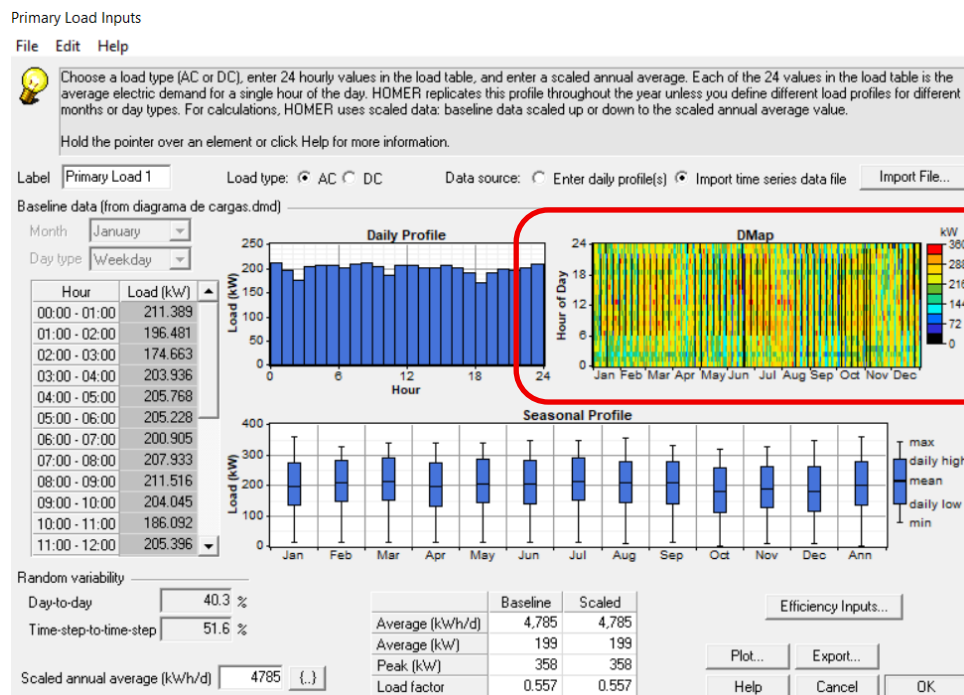 Primary Load Inputs
File Edit Help
Choose a load type (AC or DC), enter 24 hourly values in the load table, and enter a scaled annual average. Each of the 24 values in the load table is the
average electric demand for a single hour of the day. HOMER replicates this profile throughout the year unless you define different load profiles for different
months or day types. For calculations, HOMER uses scaled data: baseline data scaled up or down to the scaled annual average value.
Hold the pointer over an element or click Help for more information.
Label Primary Load 1 Load type: AC DC Data source: Enter daily profile(s) Import time series data file Import File...
Baseline data (from diagrama de cargas.dmd)
Month January
Day type Weekday
Hour Load (kW)
00:00 - 01:00 211.389
01:00 - 02:00 196.481
02:00 - 03:00 174.663
03:00 - 04:00 203.936
04:00 - 05:00 205.768
05:00 - 06:00 205.228
06:00 - 07:00 200.905
07:00 - 08:00 207.933
08:00 - 09:00 211.516
09:00 - 10:00 204.045
10:00 - 11:00 186.092
11:00 - 12:00 205.396
Daily Profile
Load (kW)
250
200
150
100
50
0
0 6 12 18 24
Hour
DMap
Hour of Day
24
18
12
6
0
Jan Feb Mar Apr May Jun Jul Aug Sep Oct Nov Dec
kW
360
288
216
144
72
0
Seasonal Profile
Load (kW)
400
300
200
100
0
Jan Feb Mar Apr May Jun Jul Aug Sep Oct Nov Dec Ann
max
daily high
mean
daily low
min
Random variability
Day-to-day 40.3 %
Time-step-to-time-step 51.6 %
Scaled annual average (kWh/d) 4785 {..}
Baseline Scaled
Average (kWh/d) 4,785 4,785
Average (kW) 199 199
Peak (kW) 358 358
Load factor 0.557 0.557
Efficiency Inputs...
Plot... Export...
Help Cancel OK